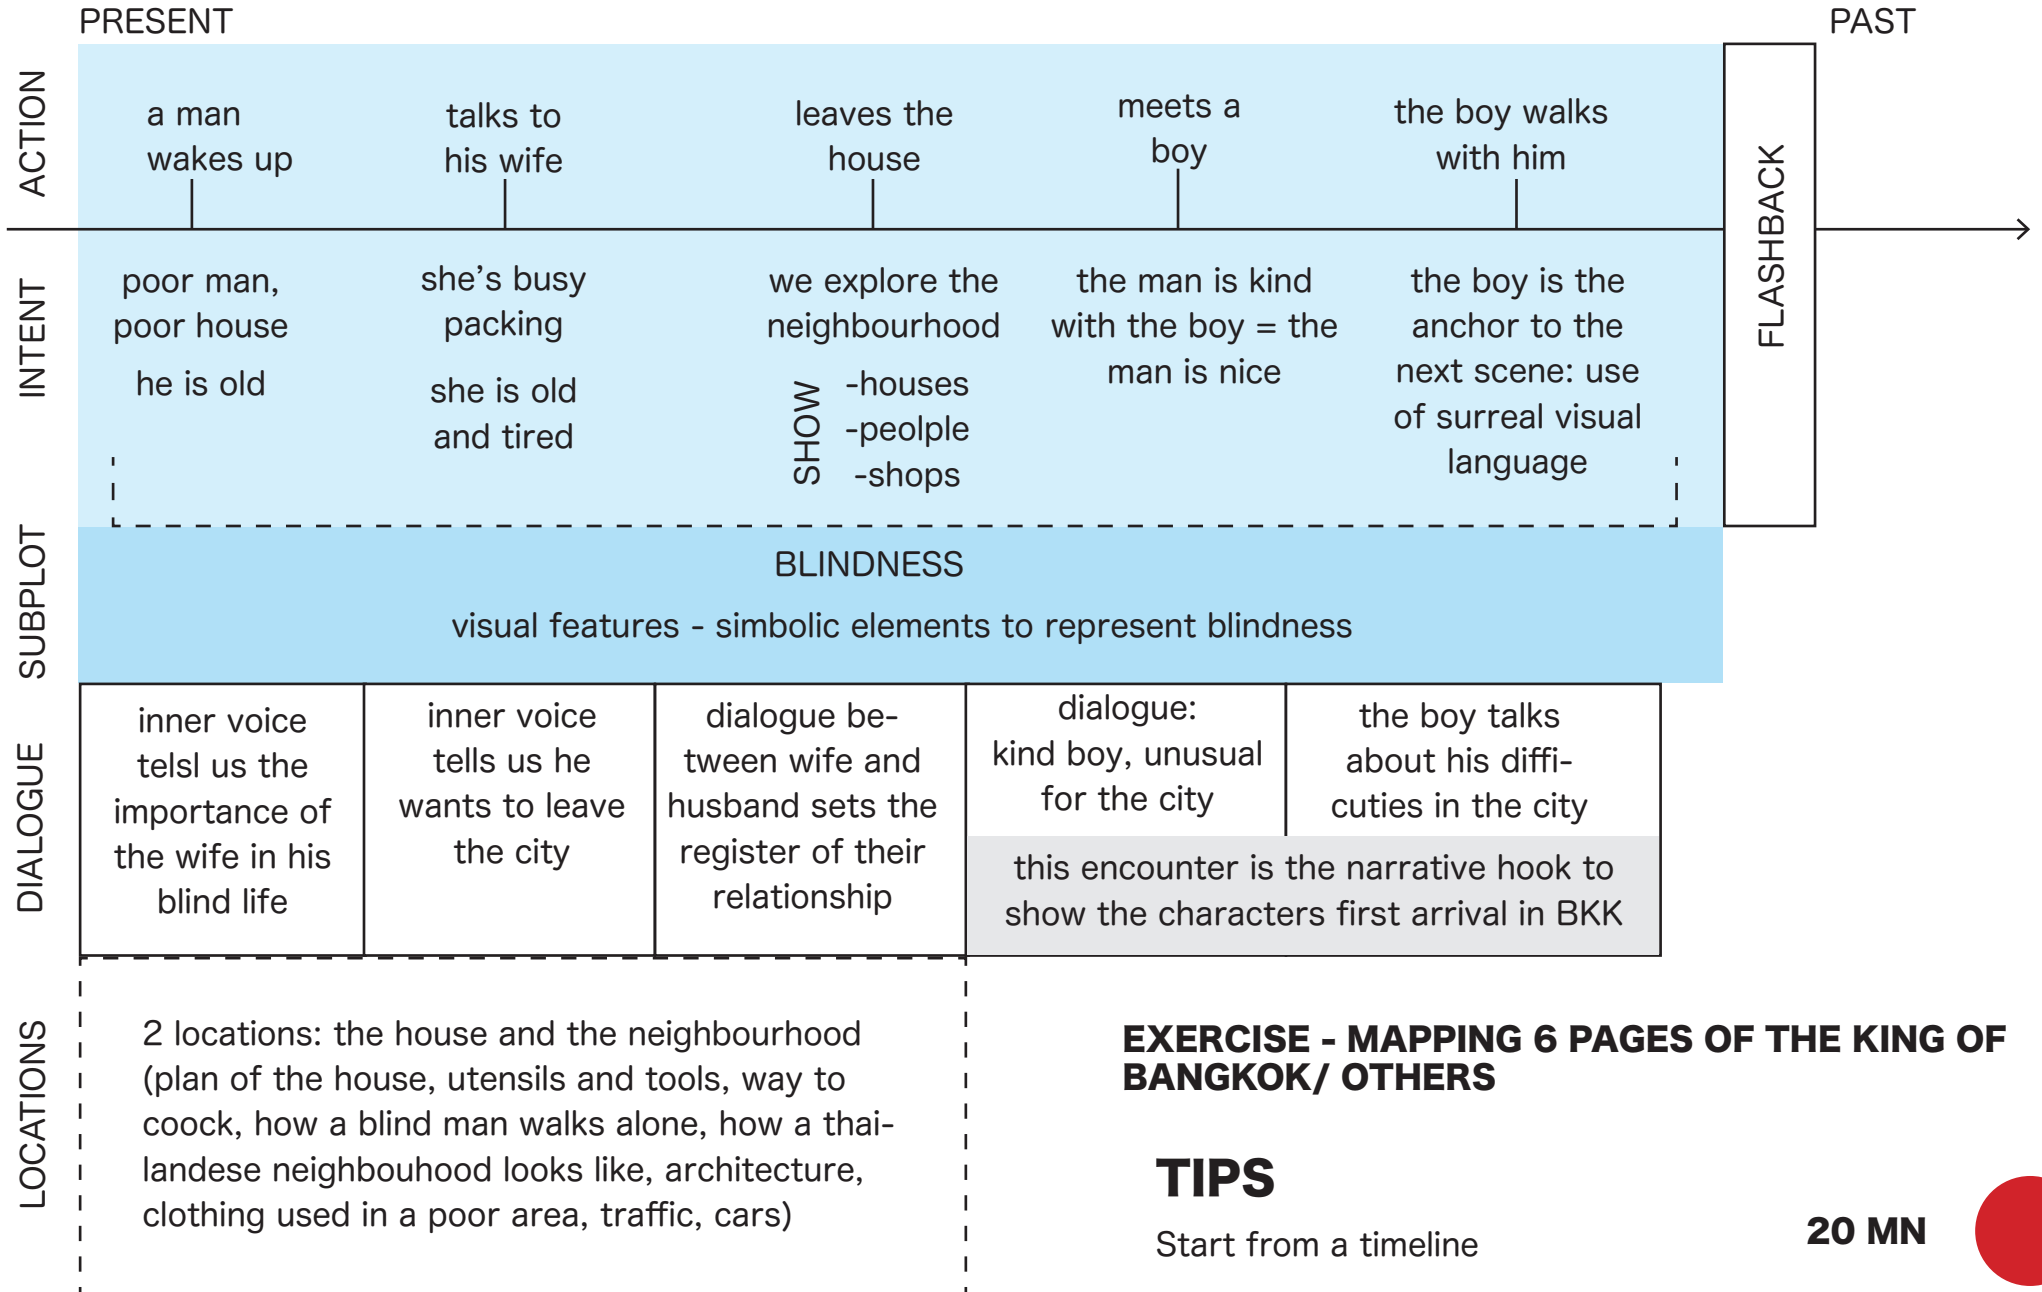 PRESENT
PAST
ACTION
a man
wakes up
talks to
his wife
leaves the
house
meets a
boy
the boy walks
with him
FLASHBACK
INTENT
poor man,
poor house
he is old
she's busy
packing
she is old
and tired
we explore the
neighbourhood
SHOW
-houses
-peolple
-shops
the man is kind
with the boy = the
man is nice
the boy is the
anchor to the
next scene: use
of surreal visual
language
SUBPLOT
BLINDNESS
visual features - simbolic elements to represent blindness
DIALOGUE
inner voice
telsl us the
importance of
the wife in his
blind life
inner voice
tells us he
wants to leave
the city
dialogue be-
tween wife and
husband sets the
register of their
relationship
dialogue:
kind boy, unusual
for the city
the boy talks
about his diffi-
cuties in the city
this encounter is the narrative hook to
show the characters first arrival in BKK
LOCATIONS
2 locations: the house and the neighbourhood
(plan of the house, utensils and tools, way to
coock, how a blind man walks alone, how a thai-
landese neighbouhood looks like, architecture,
clothing used in a poor area, traffic, cars)
EXERCISE - MAPPING 6 PAGES OF THE KING OF
BANGKOK/ OTHERS
TIPS
Start from a timeline
20 MN